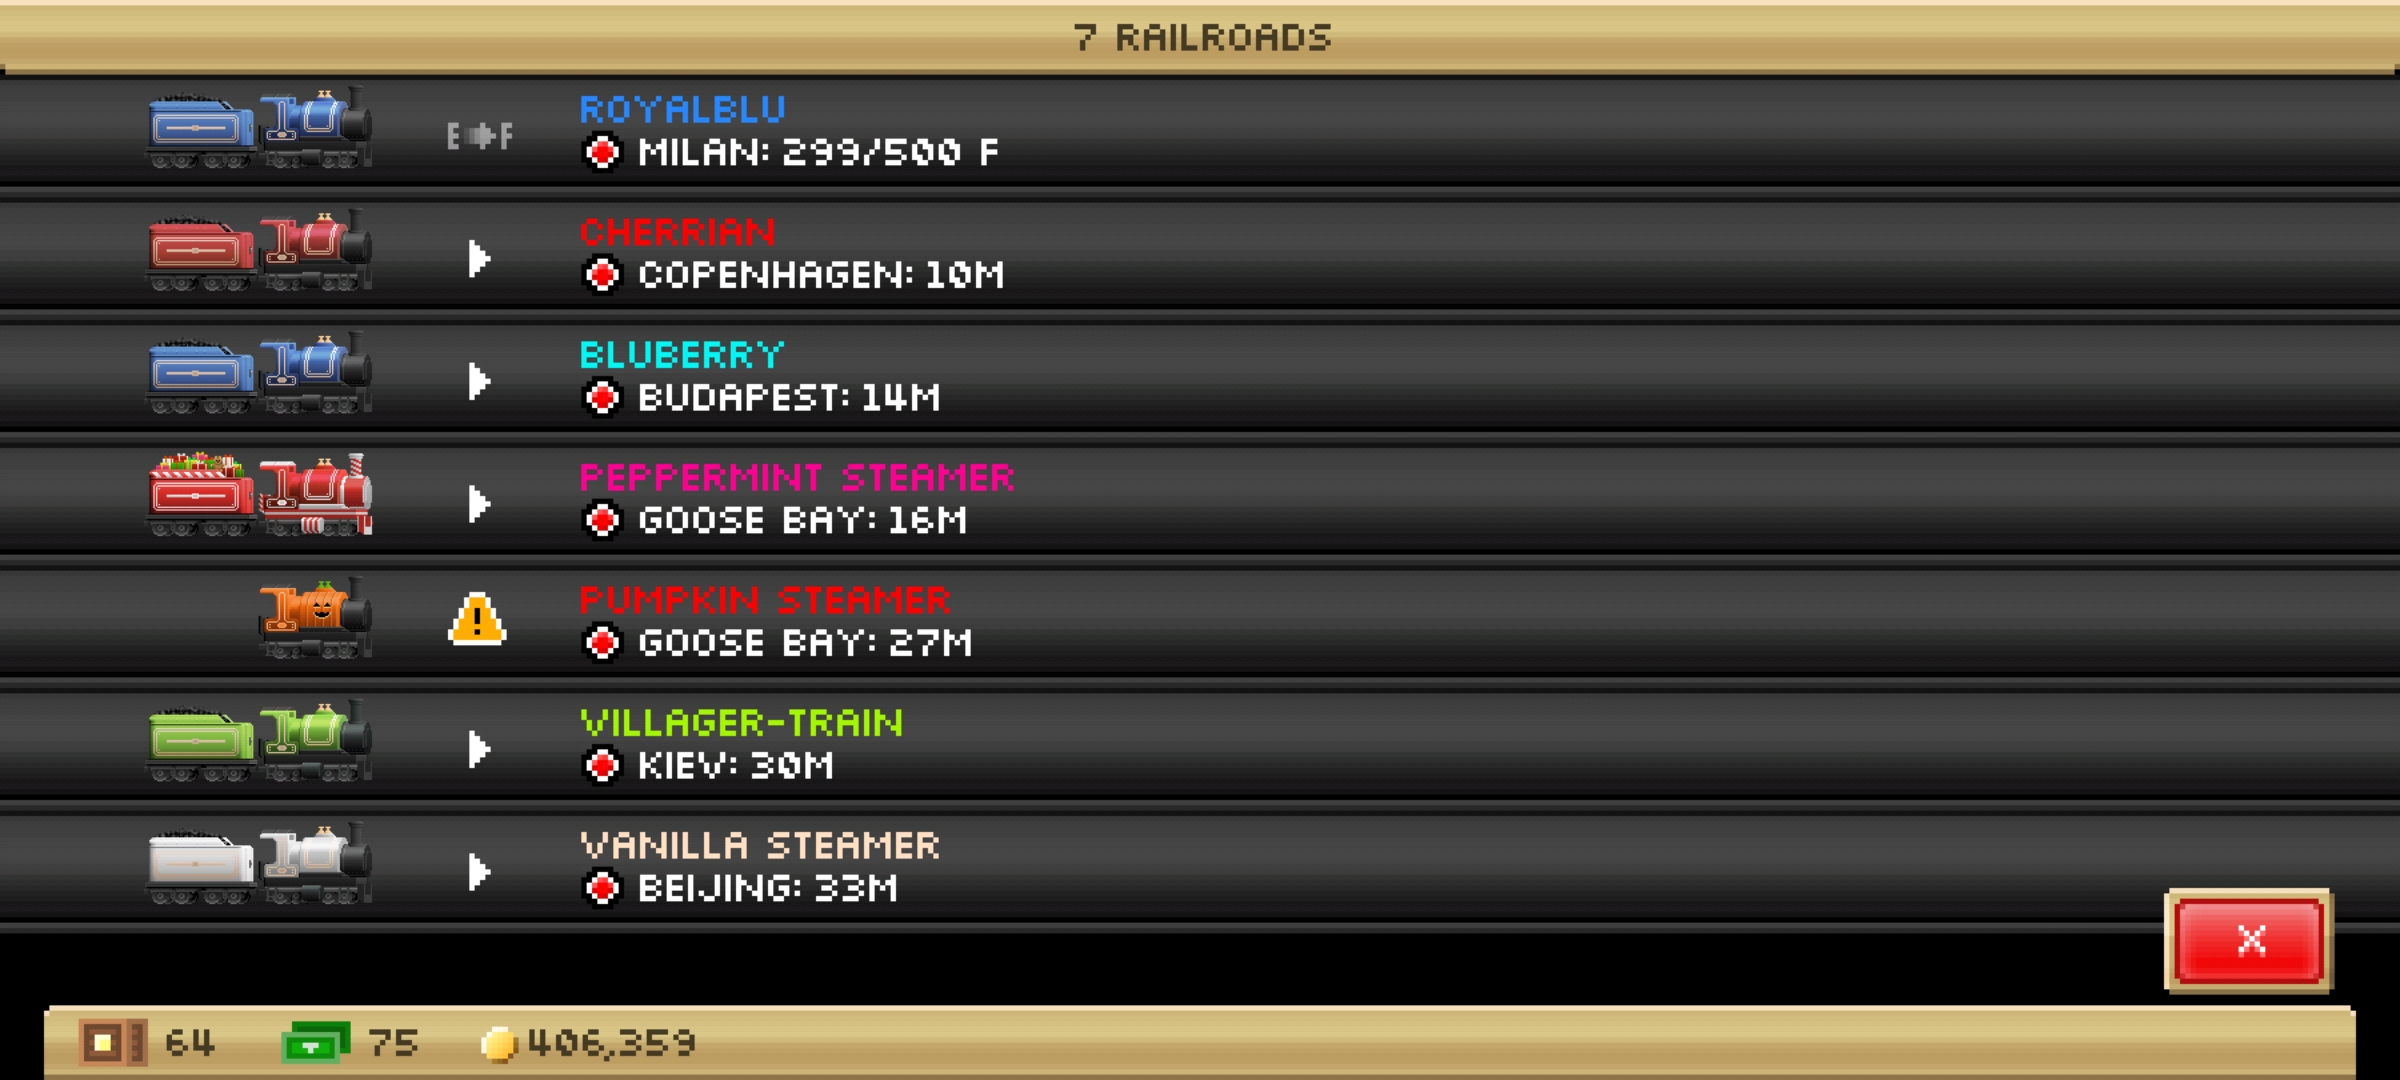 7 RAILROADS
ROYALBLU
E F
MILAN: 299/500 F
CHERRIAN
COPENHAGEN: 10M
BLUBERRY
BUDAPEST: 14M
PEPPERMINT STEAMER
GOOSE BAY: 16M
PUMPKIN STEAMER
GOOSE BAY: 27M
VILLAGER-TRAIN
KIEV: 30M
VANILLA STEAMER
BEIJING: 33M
X
64 75 406,359